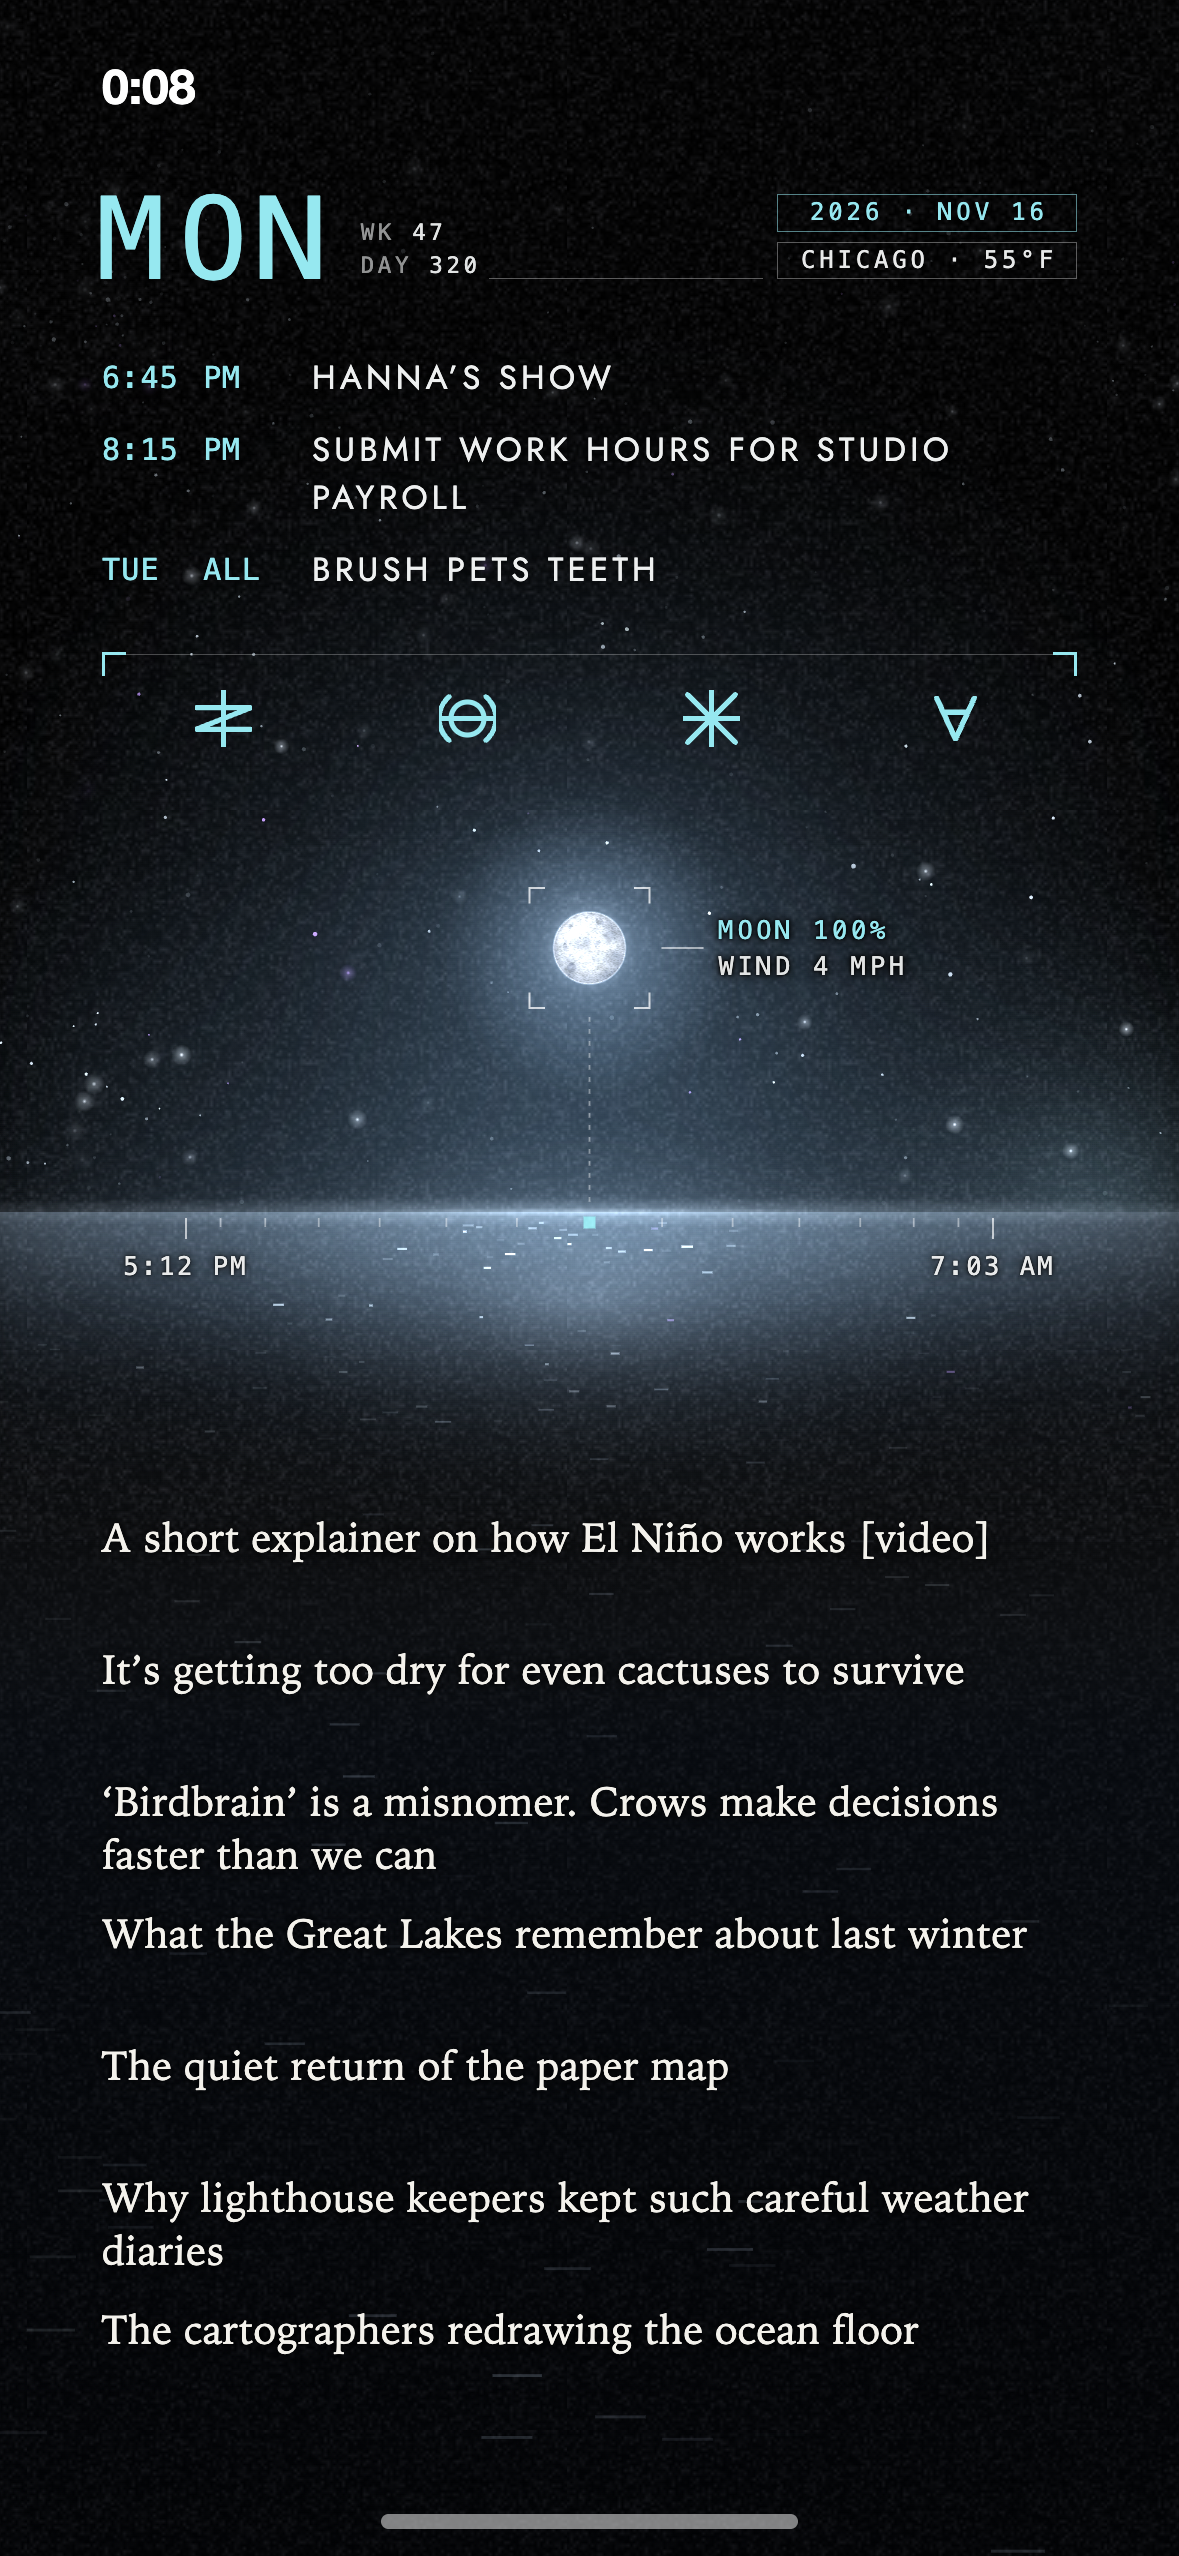 0:08
MON
WK 47
DAY 320
2026 · NOV 16
CHICAGO · 55°F
6:45 PM HANNA’S SHOW
8:15 PM SUBMIT WORK HOURS FOR STUDIO
PAYROLL
TUE ALL BRUSH PETS TEETH
MOON 100%
WIND 4 MPH
5:12 PM
7:03 AM
A short explainer on how El Niño works [video]
It’s getting too dry for even cactuses to survive
‘Birdbrain’ is a misnomer. Crows make decisions
faster than we can
What the Great Lakes remember about last winter
The quiet return of the paper map
Why lighthouse keepers kept such careful weather
diaries
The cartographers redrawing the ocean floor